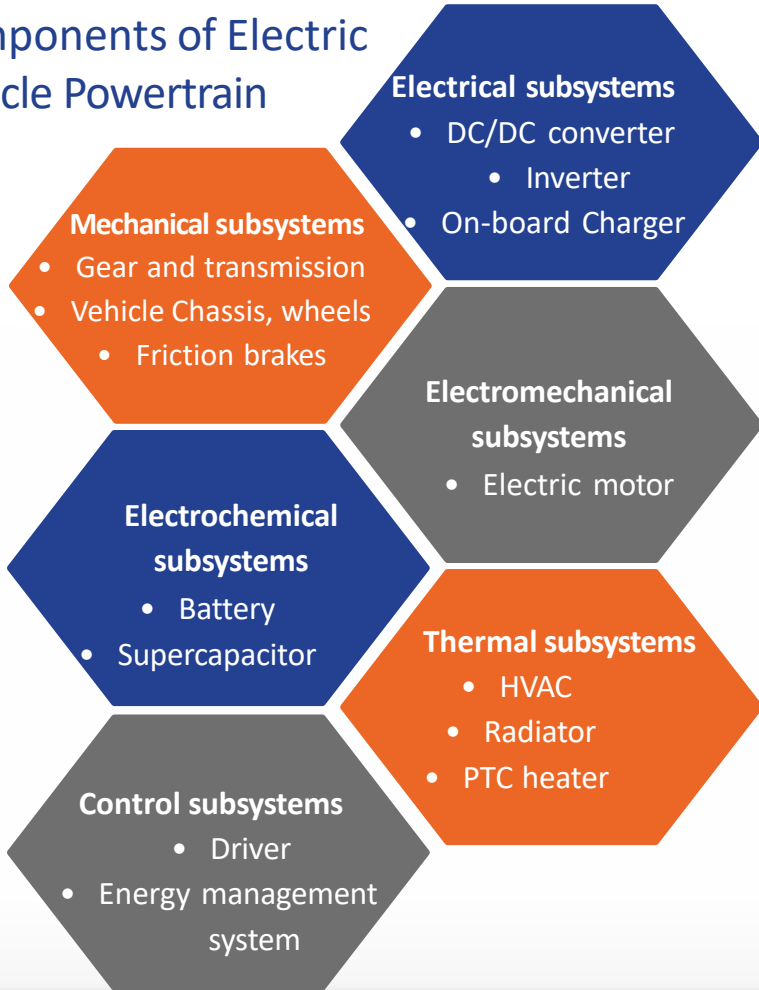 mponents of Electric
cle Powertrain
Electrical subsystems
• DC/DC converter
• Inverter
• On-board Charger
Mechanical subsystems
• Gear and transmission
• Vehicle Chassis, wheels
• Friction brakes
Electromechanical
subsystems
• Electric motor
Electrochemical
subsystems
• Battery
• Supercapacitor
Thermal subsystems
• HVAC
• Radiator
• PTC heater
Control subsystems
• Driver
• Energy management
system